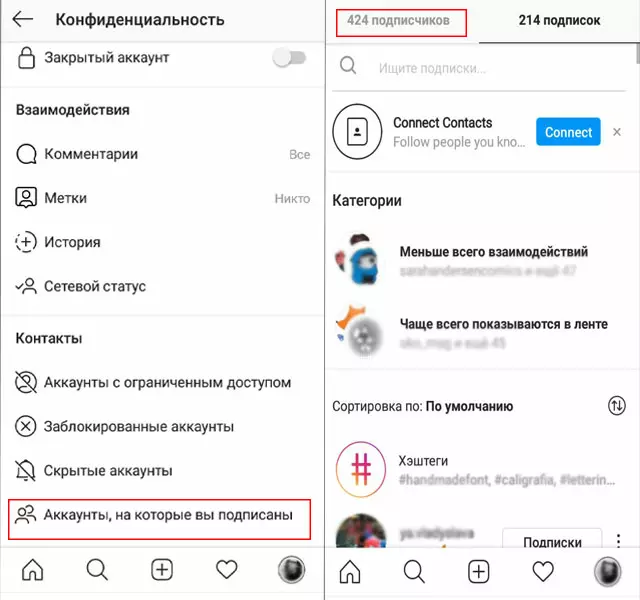 Конфиденциальность
Закрытый аккаунт
Взаимодействия
Комментарии Все
Метки Никто
История
Сетевой статус
Контакты
Аккаунты с ограниченным доступом
Заблокированные аккаунты
Скрытые аккаунты
Аккаунты, на которые вы подписаны
424 подписчиков 214 подписок
Ищите подписки...
Connect Contacts
Follow people you kno... Connect
Категории
Меньше всего взаимодействий
sarahandersencomics и ещё 47
Чаще всего показываются в ленте
и ещё 45
Сортировка по: По умолчанию
Хэштеги
#handmadefont, #caligrafia, #letterin...
Подписки